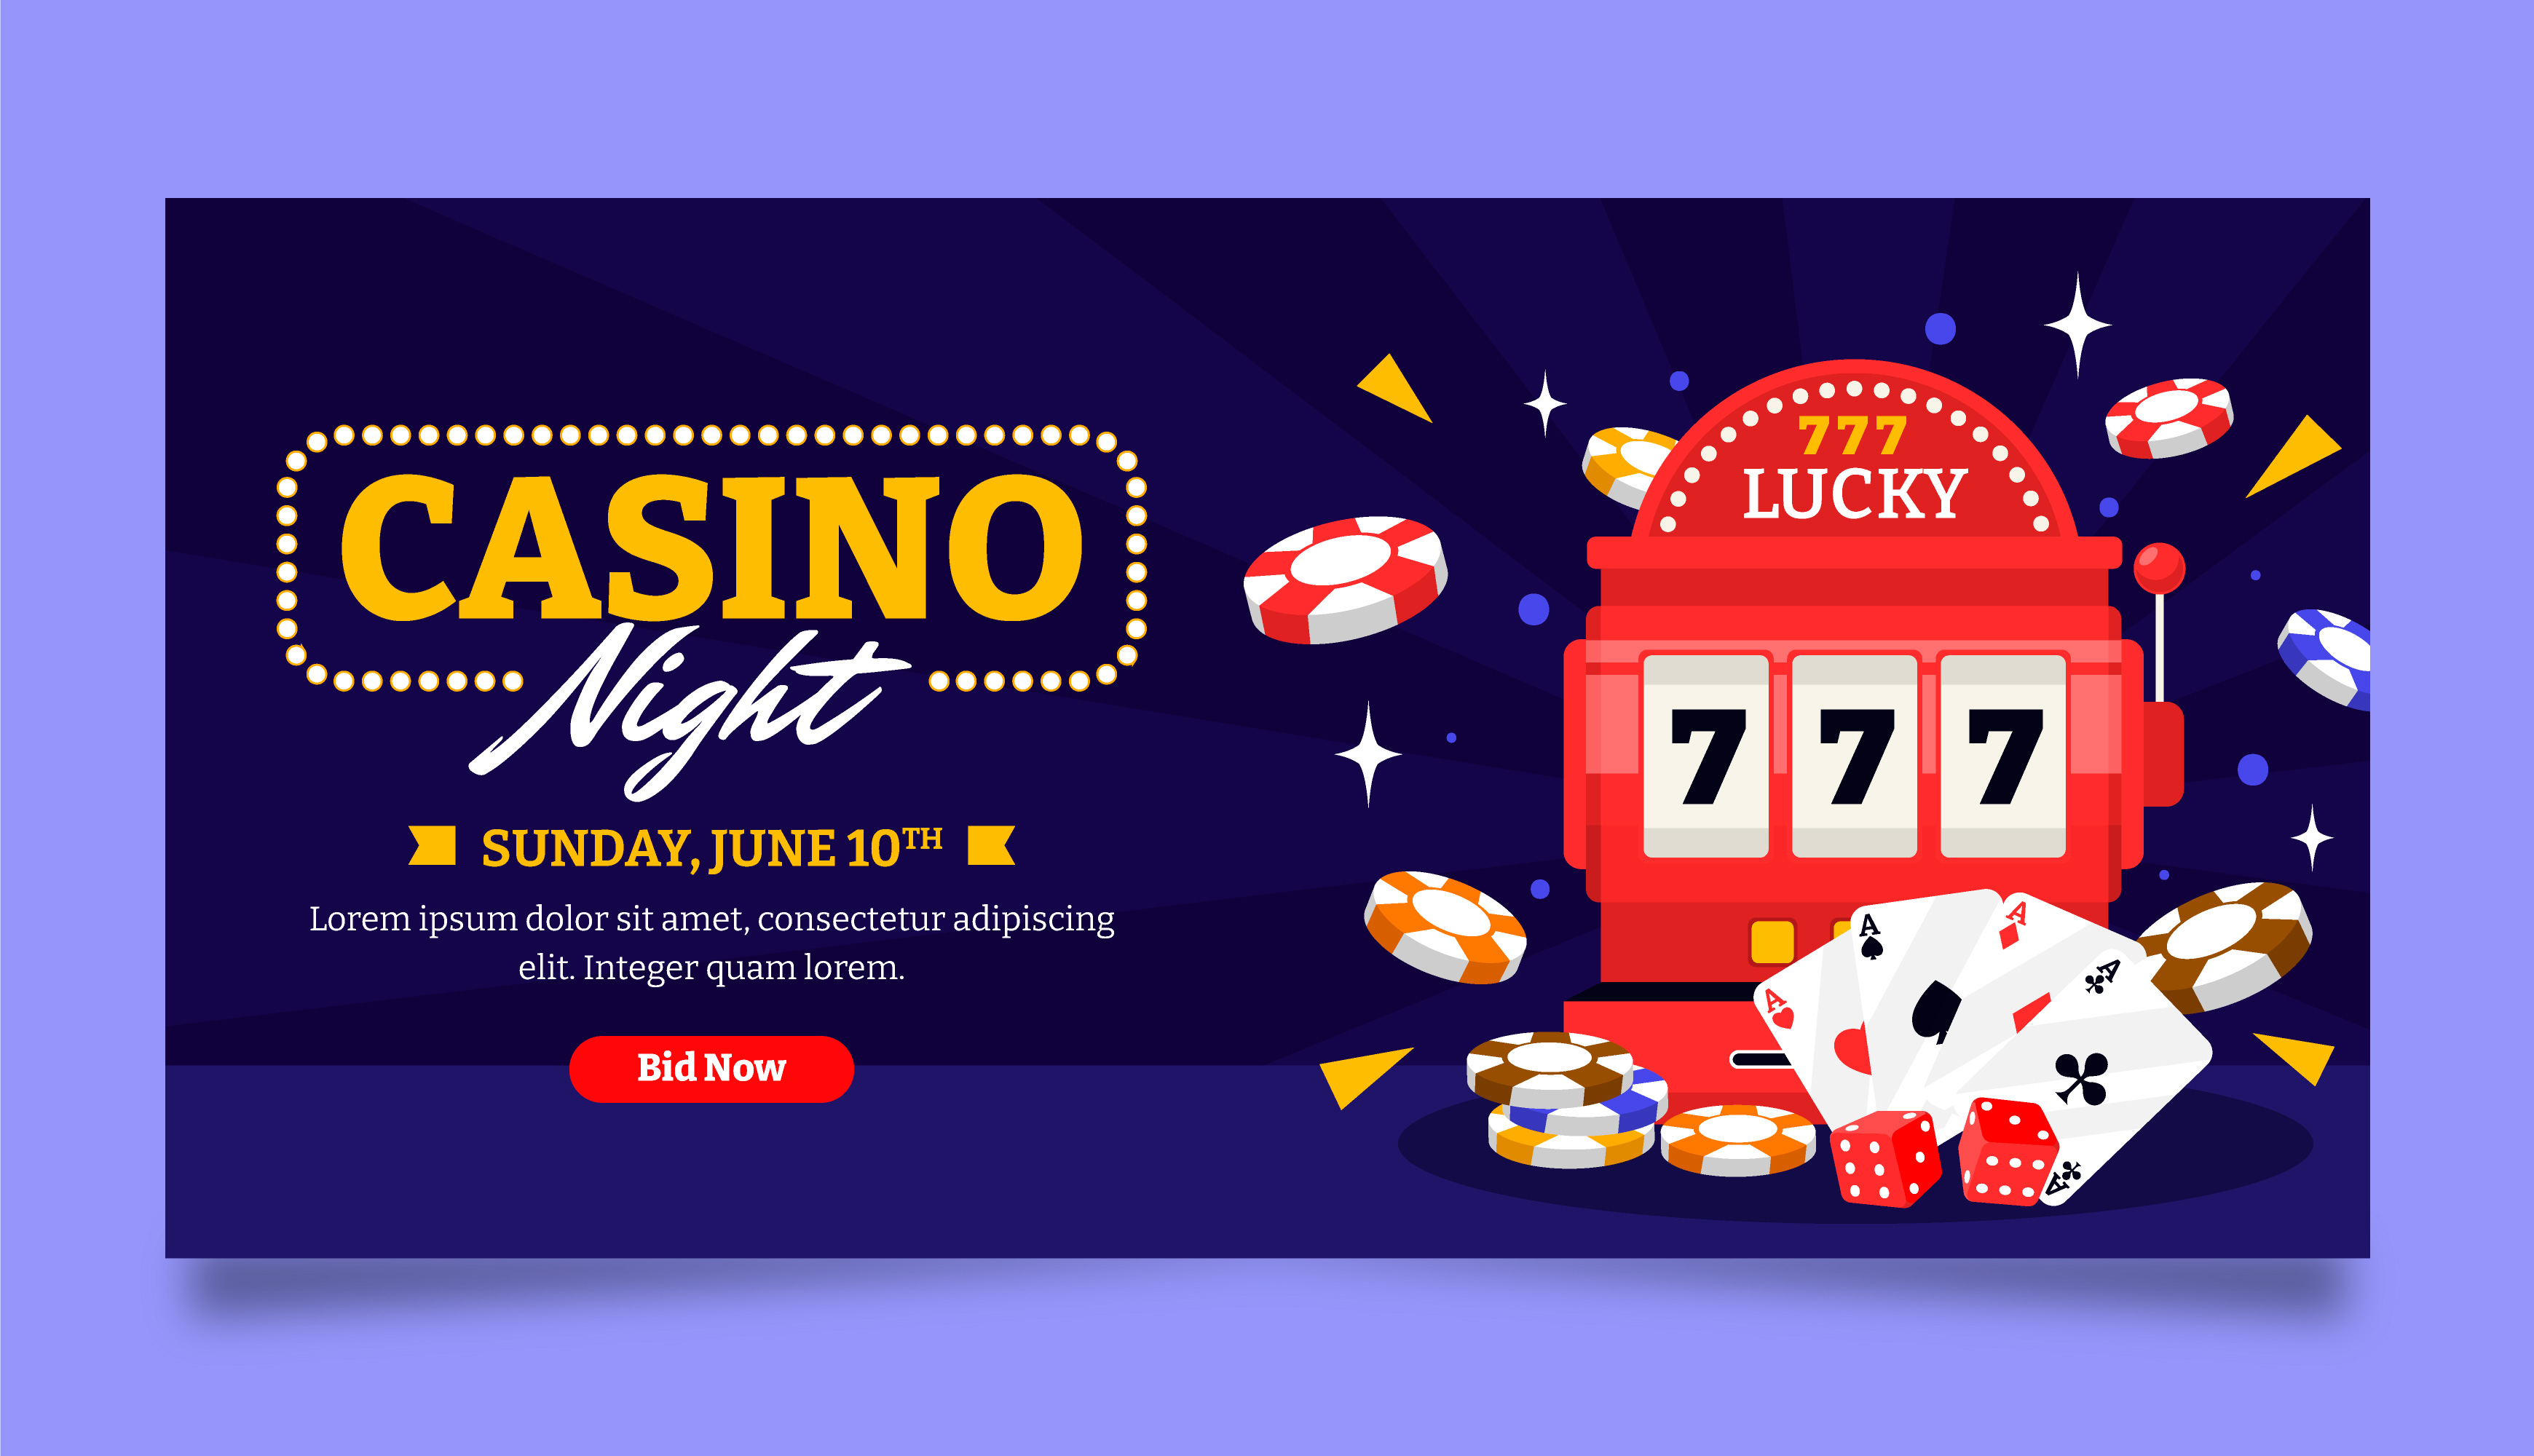 CASINO
Night
SUNDAY, JUNE 10TH
Lorem ipsum dolor sit amet, consectetur adipiscing
elit. Integer quam lorem.
Bid Now
777
LUCKY
7 7 7
A
A
A
A
A